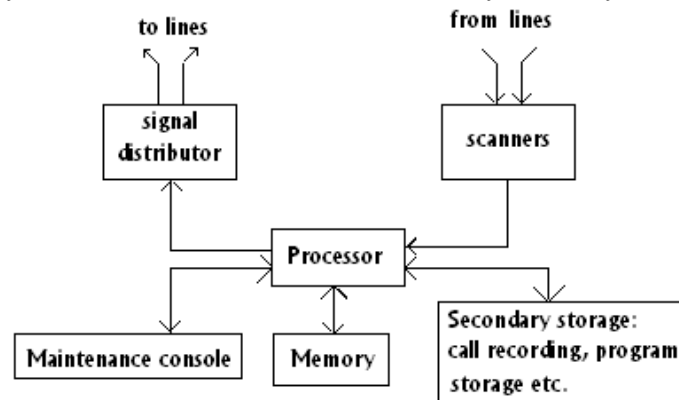 to lines
from lines
signal
distributor
scanners
Processor
Maintenance console
Memory
Secondary storage:
call recording, program
storage etc.